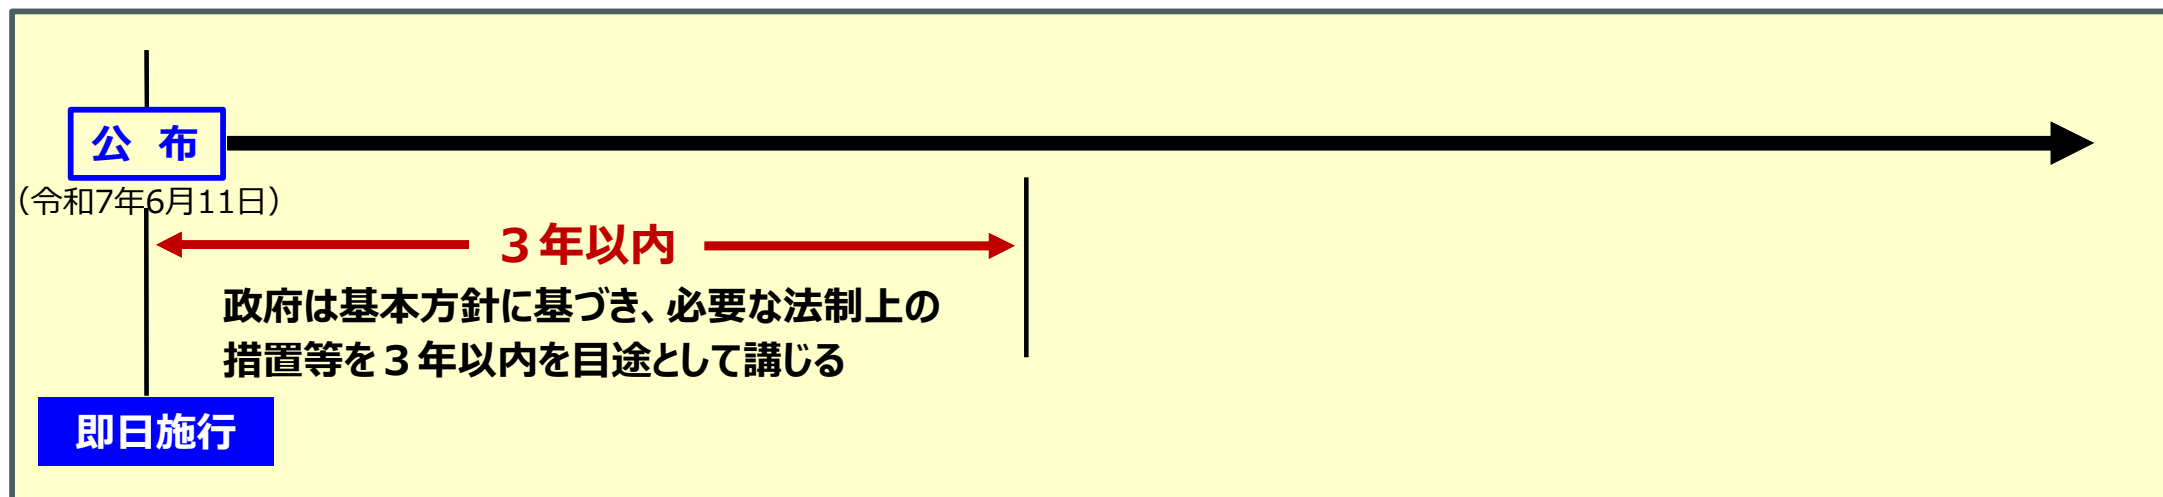 公 布
（令和7年6月11日）
３年以内
政府は基本方針に基づき、必要な法制上の
措置等を３年以内を目途として講じる
即日施行